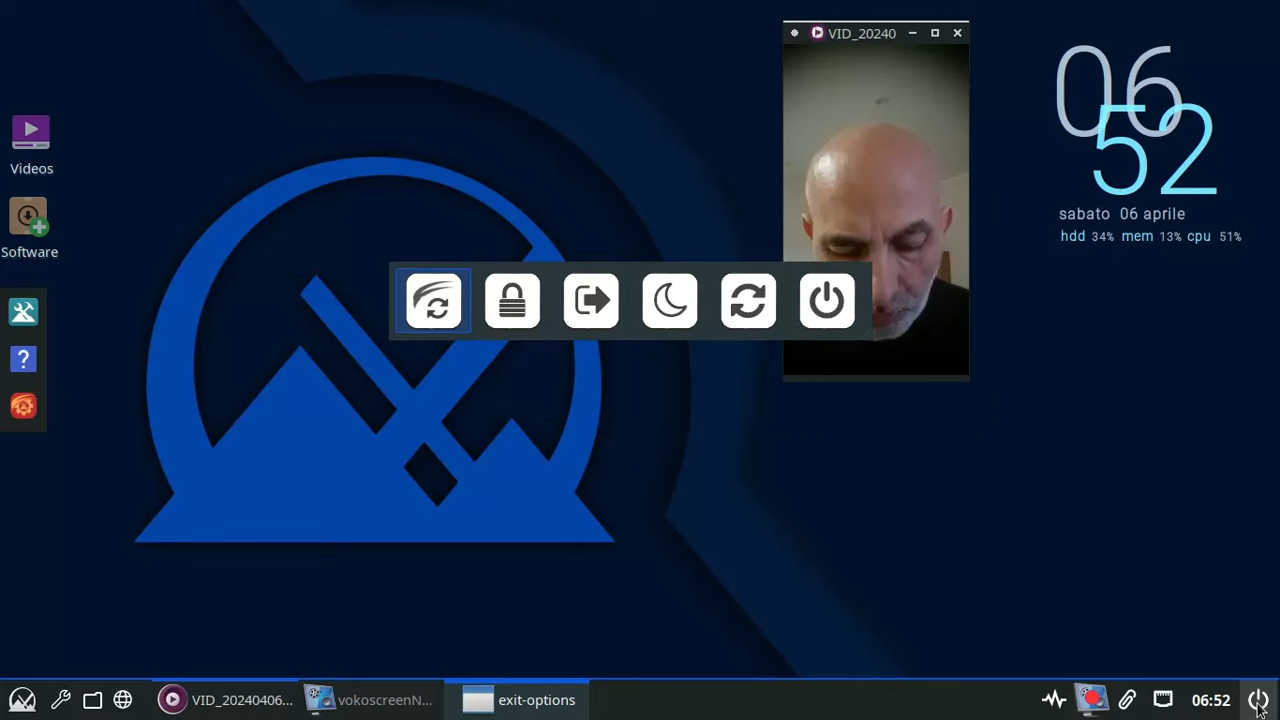 VID_20240
06
52
sabato 06 aprile
hdd 34% mem 13% cpu 51%
Videos
Software
?
VID_20240406...
vokoscreenN...
exit-options
06:52